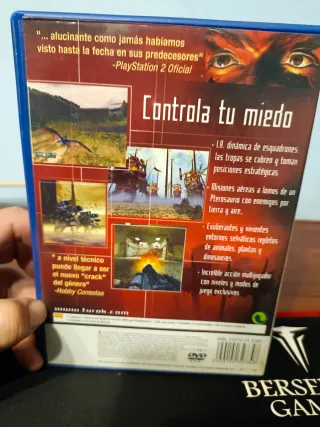 "... alucinante como jamás habíamos
visto hasta la fecha en sus predecesores"
-PlayStation 2 Oficial
Controla tu miedo
• I.A. dinámica de esquadrones:
las tropas se cubren y toman
posiciones estratégicas
Misiones aéreas a lomos de un
Pterosaurio con enemigos por
tierra y aire.
• Exuberantes y vivientes
entornos selváticos repletos
de animales, plantas y
dinosaurios.
• Increible acción multijugador
con niveles y modos de
juego exclusivos
"a nivel técnico
puede llegar a ser
el nuevo "crack"
del género"
-Hobby Consolas
www.turok.com
DVD
BERSE
GAM